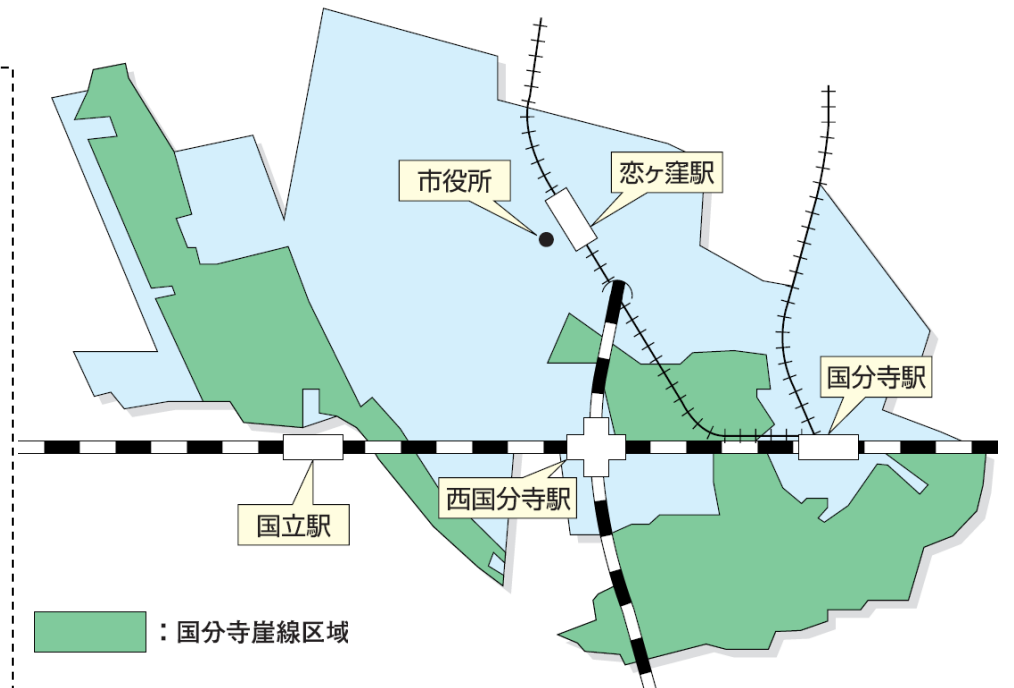 市役所
恋ヶ窪駅
国分寺駅
西国分寺駅
国立駅
：国分寺崖線区域